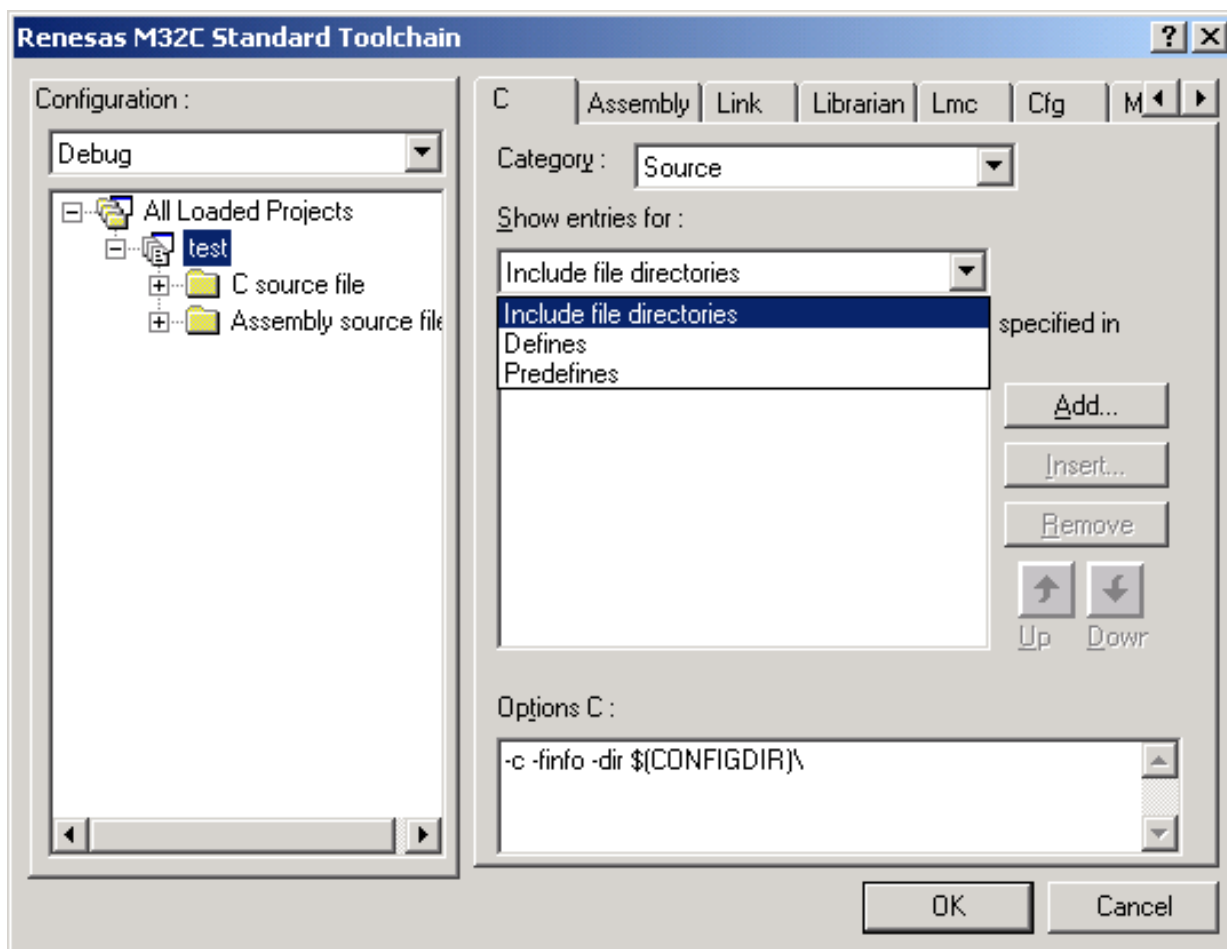 Renesas M32C Standard Toolchain
Configuration :
Debug
All Loaded Projects
test
C source file
Assembly source file
C Assembly Link Librarian Lmc Cfg M
Category : Source
Show entries for :
Include file directories
Include file directories
Defines
Predefines
specified in
Add...
Insert...
Remove
Up Down
Options C :
-c -finfo -dir $(CONFIGDIR)\
OK Cancel